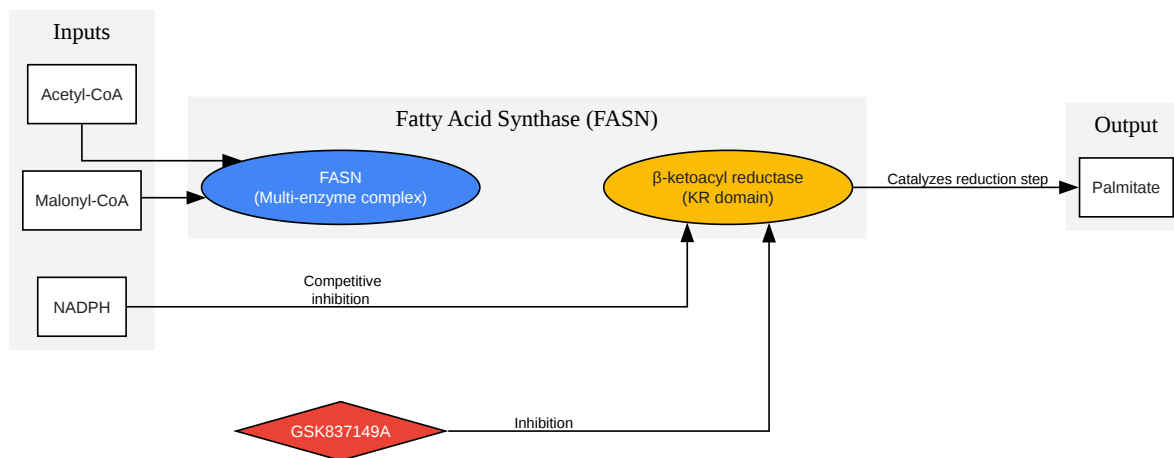 Inputs
Acetyl-CoA
Malonyl-CoA
NADPH
Fatty Acid Synthase (FASN)
FASN
(Multi-enzyme complex)
β-ketoacyl reductase
(KR domain)
Catalyzes reduction step
Output
Palmitate
Competitive
inhibition
GSK837149A
Inhibition